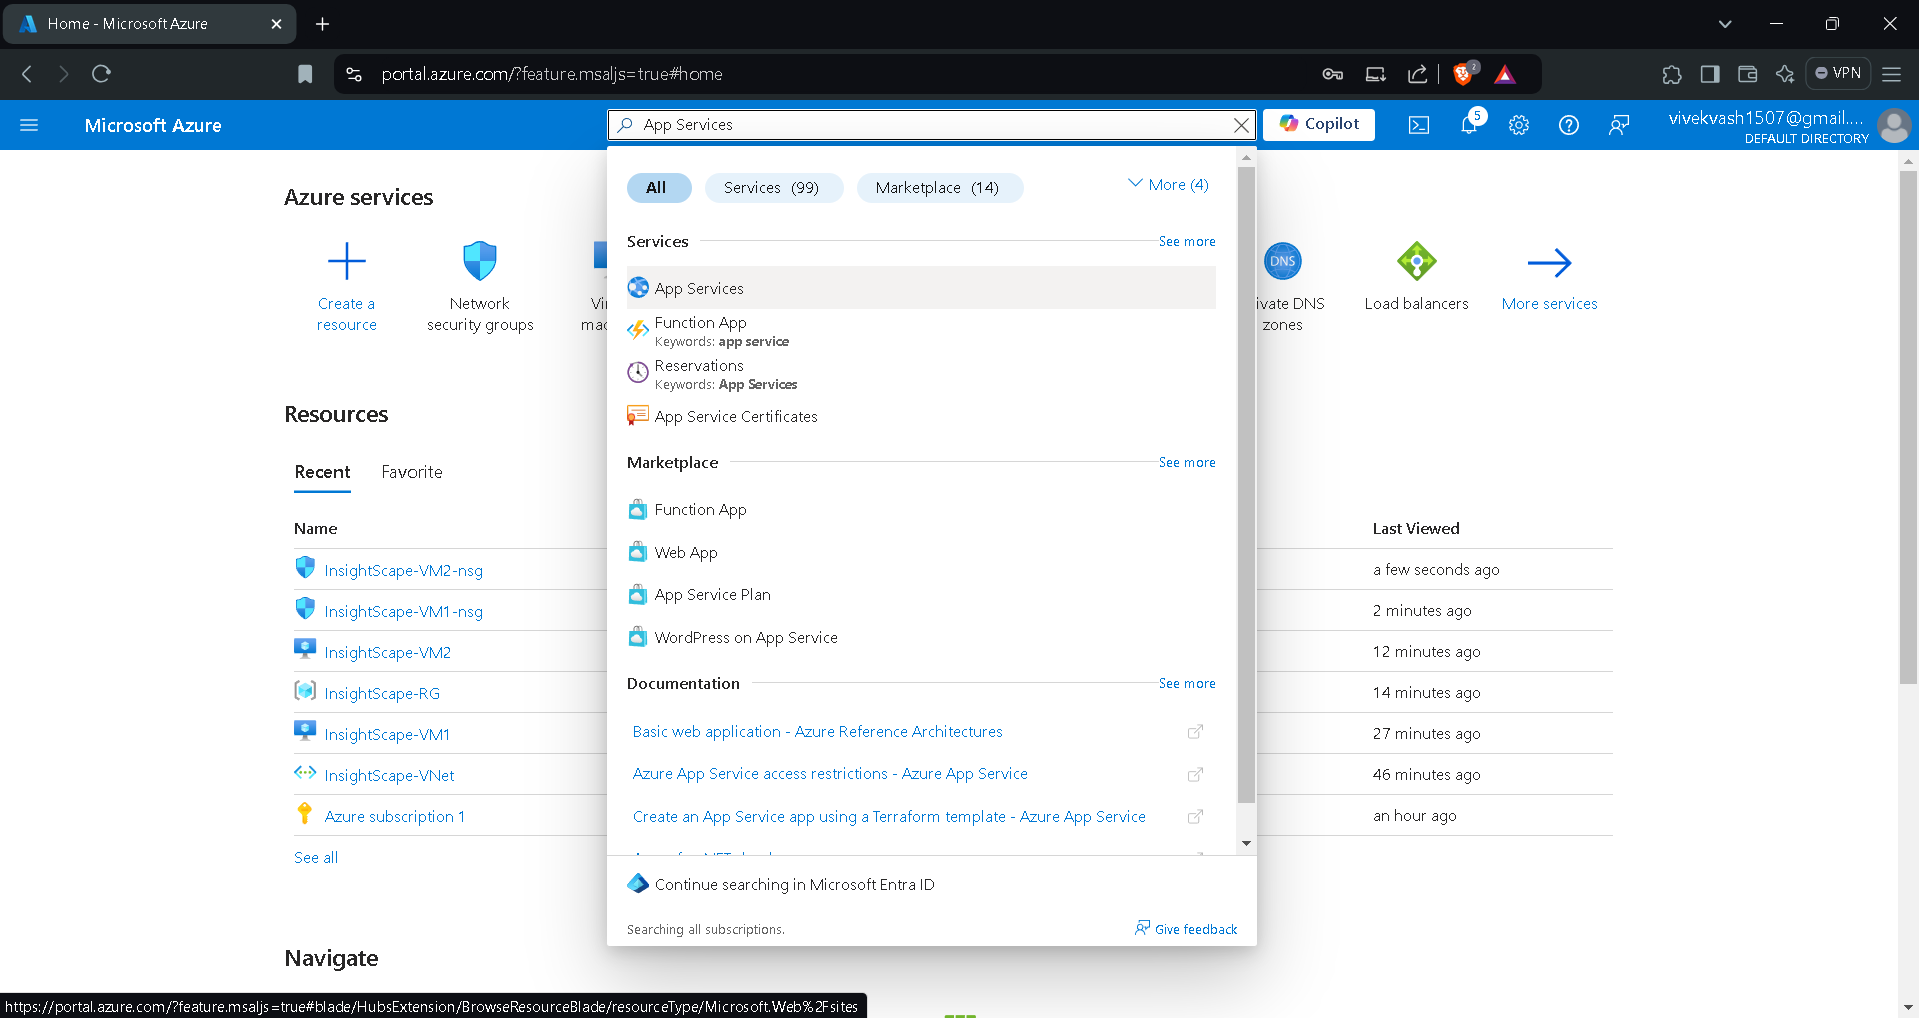 Home - Microsoft Azure
portal.azure.com/?feature.msaljs=true#home
2
VPN
Microsoft Azure
App Services
Copilot
5
vivekvash1507@gmail....
DEFAULT DIRECTORY
All
Services (99)
Marketplace (14)
More (4)
Azure services
Create a
resource
Network
security groups
Vi
mac
DNS
ivate DNS
zones
Load balancers
More services
Services
See more
App Services
Function App
Keywords: app service
Reservations
Keywords: App Services
App Service Certificates
Marketplace
See more
Function App
Web App
App Service Plan
WordPress on App Service
Documentation
See more
Basic web application - Azure Reference Architectures
Azure App Service access restrictions - Azure App Service
Create an App Service app using a Terraform template - Azure App Service
Continue searching in Microsoft Entra ID
Searching all subscriptions.
Give feedback
Resources
Recent
Favorite
Name
Last Viewed
InsightScape-VM2-nsg
a few seconds ago
InsightScape-VM1-nsg
2 minutes ago
InsightScape-VM2
12 minutes ago
InsightScape-RG
14 minutes ago
InsightScape-VM1
27 minutes ago
InsightScape-VNet
46 minutes ago
Azure subscription 1
an hour ago
See all
Navigate
https://portal.azure.com/?feature.msaljs=true#blade/HubsExtension/BrowseResourceBlade/resourceType/Microsoft.Web%2Fsites